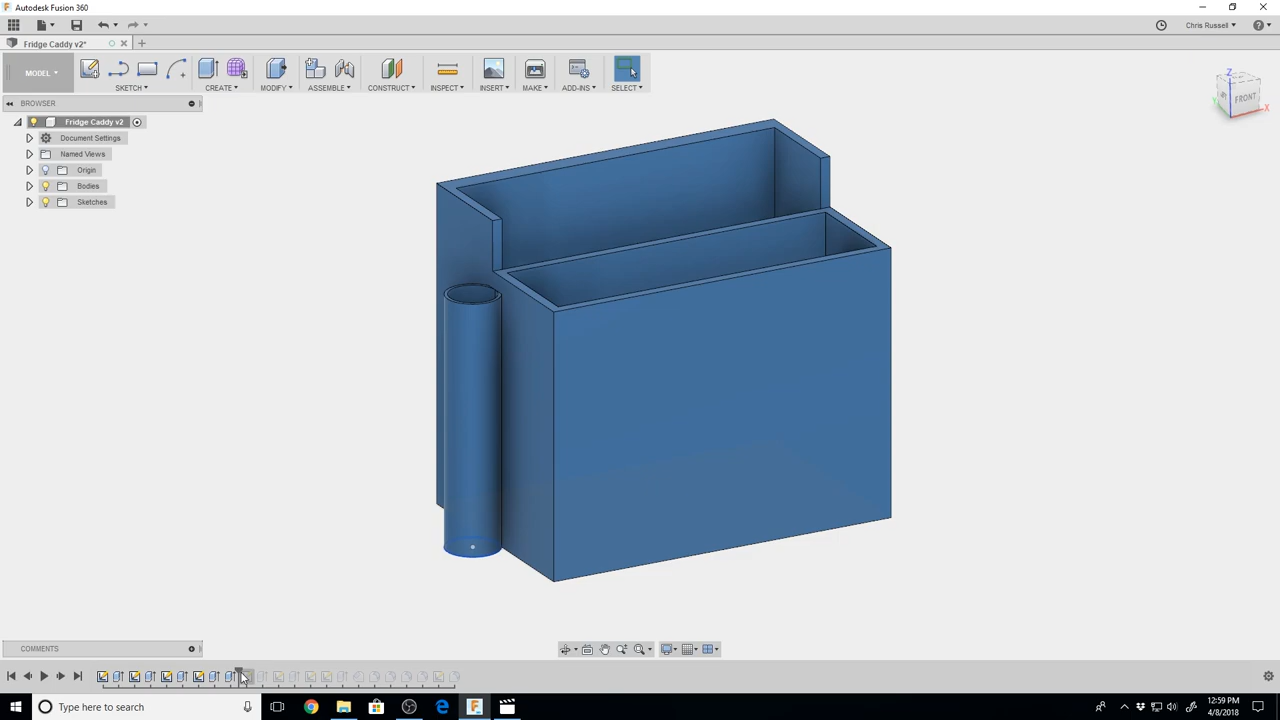 Autodesk Fusion 360
Chris Russell
Fridge Caddy v2*
MODEL
SKETCH
CREATE
MODIFY
ASSEMBLE
CONSTRUCT
INSPECT
INSERT
MAKE
ADD-INS
SELECT
BROWSER
Fridge Caddy v2
Document Settings
Named Views
Origin
Bodies
Sketches
Z
FRONT
X
COMMENTS
Type here to search
12:59 PM
4/8/2018